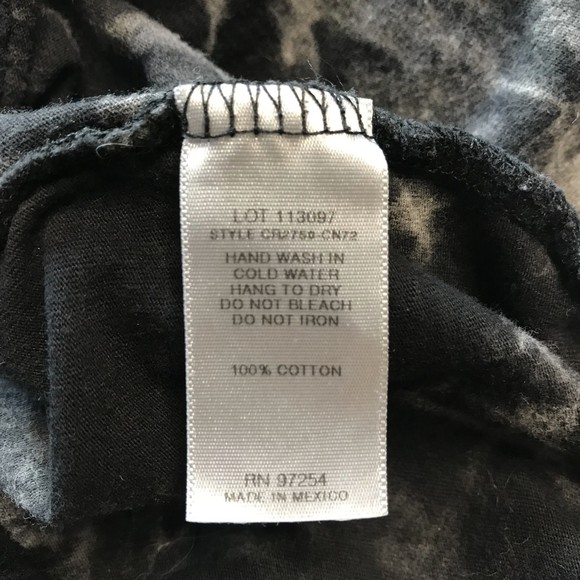 LOT 113097
STYLE CR2750-CN72
HAND WASH IN
COLD WATER
HANG TO DRY
DO NOT BLEACH
DO NOT IRON
100% COTTON
RN 97254
MADE IN MEXICO